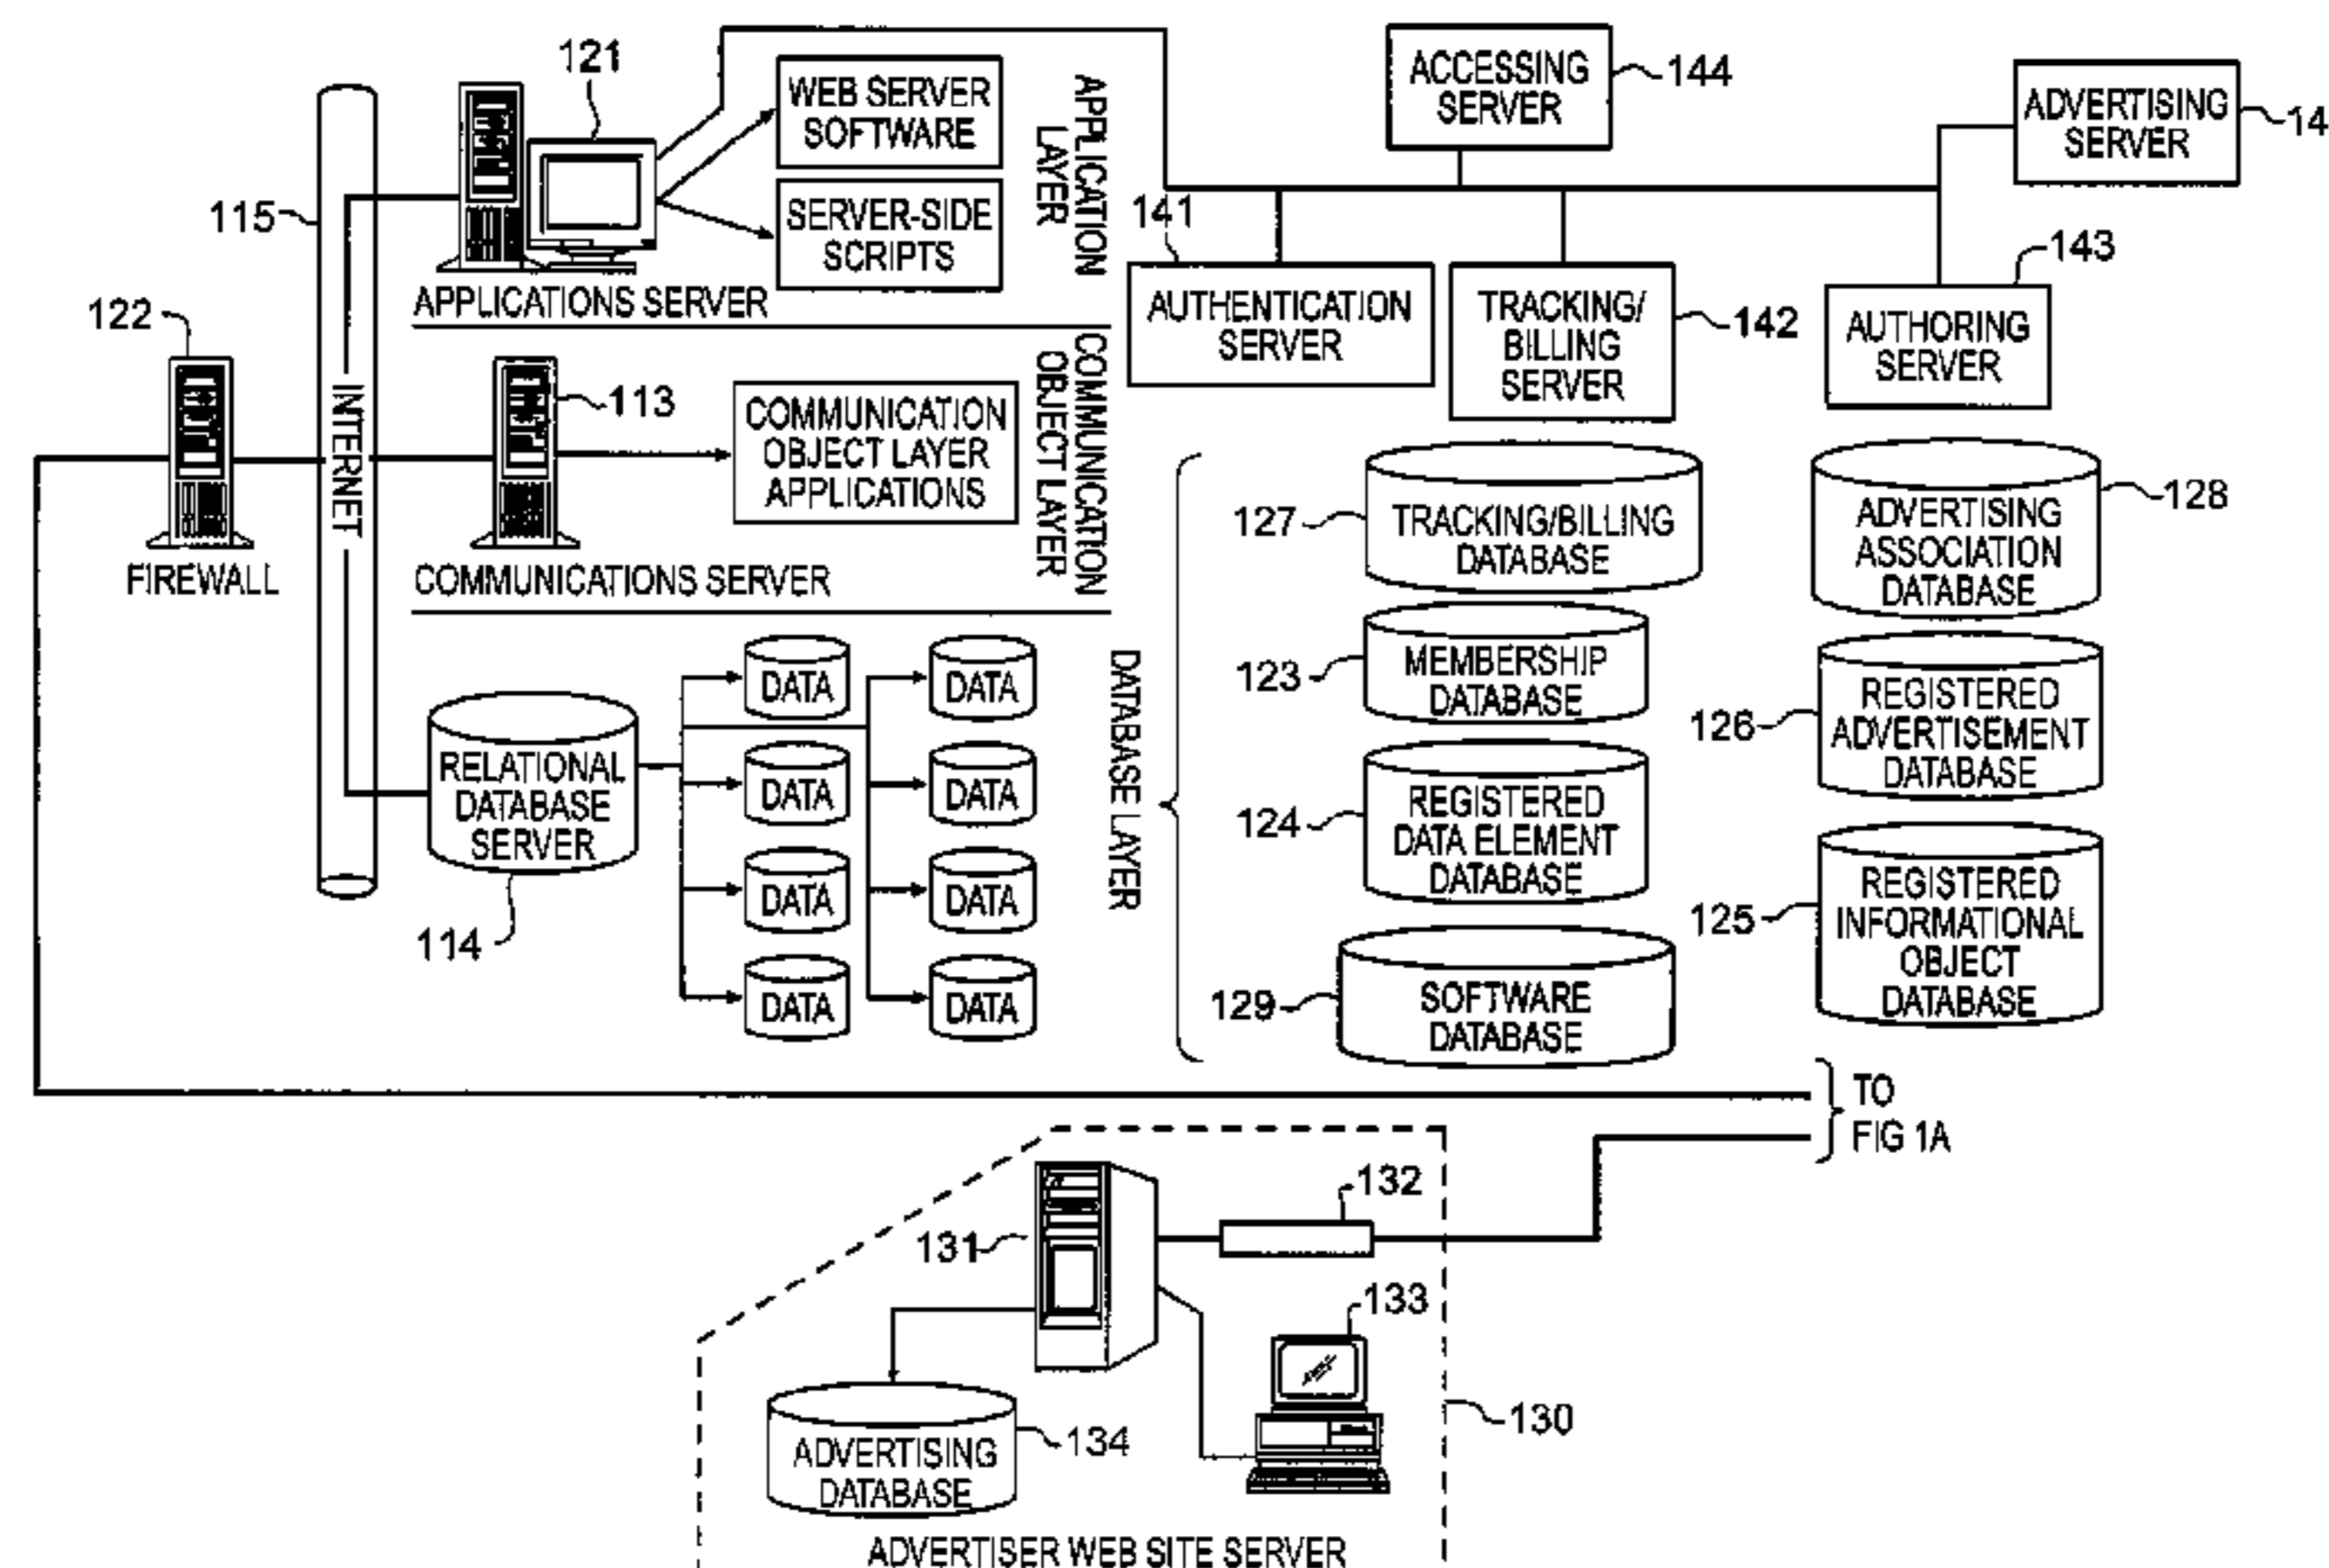 121
WEB SERVER
SOFTWARE
SERVER-SIDE
SCRIPTS
APPLICATION
LAYER
115
APPLICATIONS SERVER
ACCESSING
SERVER
144
ADVERTISING
SERVER
14
141
AUTHENTICATION
SERVER
TRACKING/
BILLING
SERVER
142
143
AUTHORING
SERVER
122
FIREWALL
INTERNET
113
COMMUNICATION
OBJECT LAYER
APPLICATIONS
COMMUNICATION
OBJECT LAYER
COMMUNICATIONS SERVER
RELATIONAL
DATABASE
SERVER
114
DATA
DATA
DATA
DATA
DATA
DATA
DATA
DATA
DATABASE LAYER
127
TRACKING/BILLING
DATABASE
123
MEMBERSHIP
DATABASE
124
REGISTERED
DATA ELEMENT
DATABASE
129
SOFTWARE
DATABASE
128
ADVERTISING
ASSOCIATION
DATABASE
126
REGISTERED
ADVERTISEMENT
DATABASE
125
REGISTERED
INFORMATIONAL
OBJECT
DATABASE
TO
FIG 1A
131
132
133
130
ADVERTISING
DATABASE
134
ADVERTISER WEB SITE SERVER